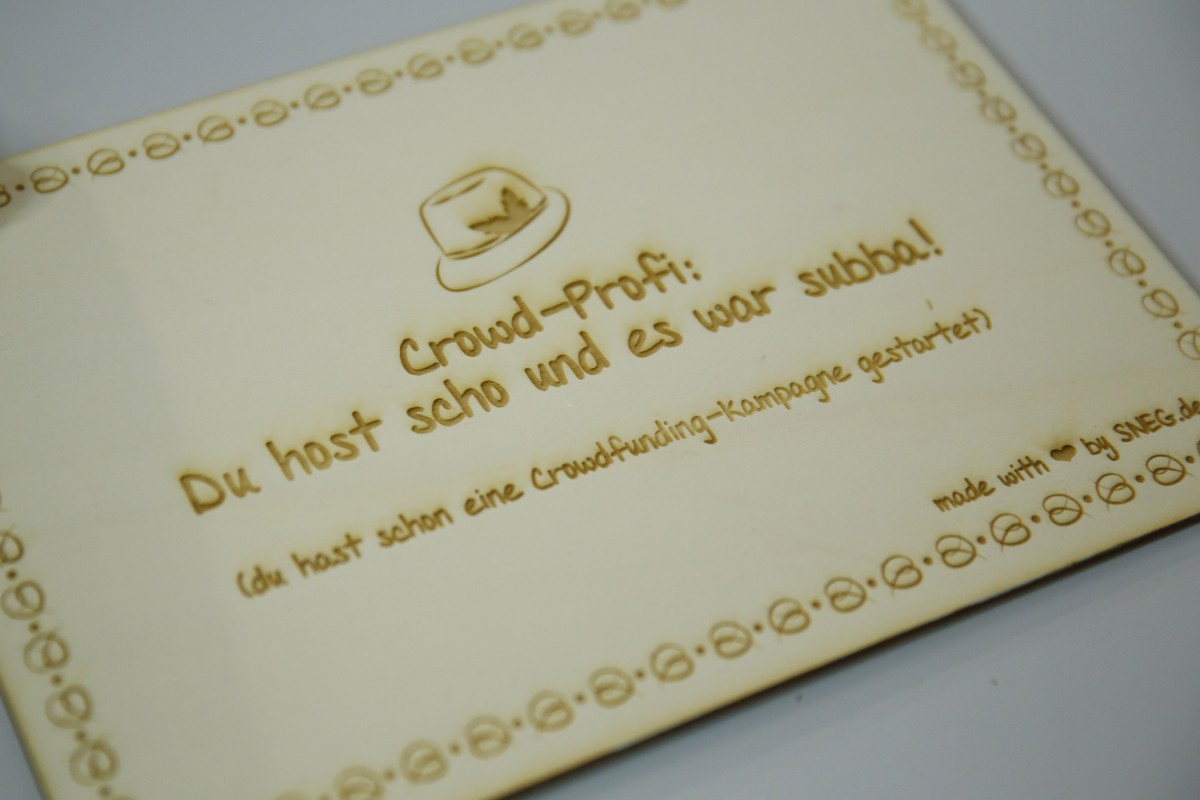 Crowd-Profi:
Du host scho und es war subba!
(du hast schon eine Crowdfunding-Kampagne gestartet)
made with ❤ by SNEG.de